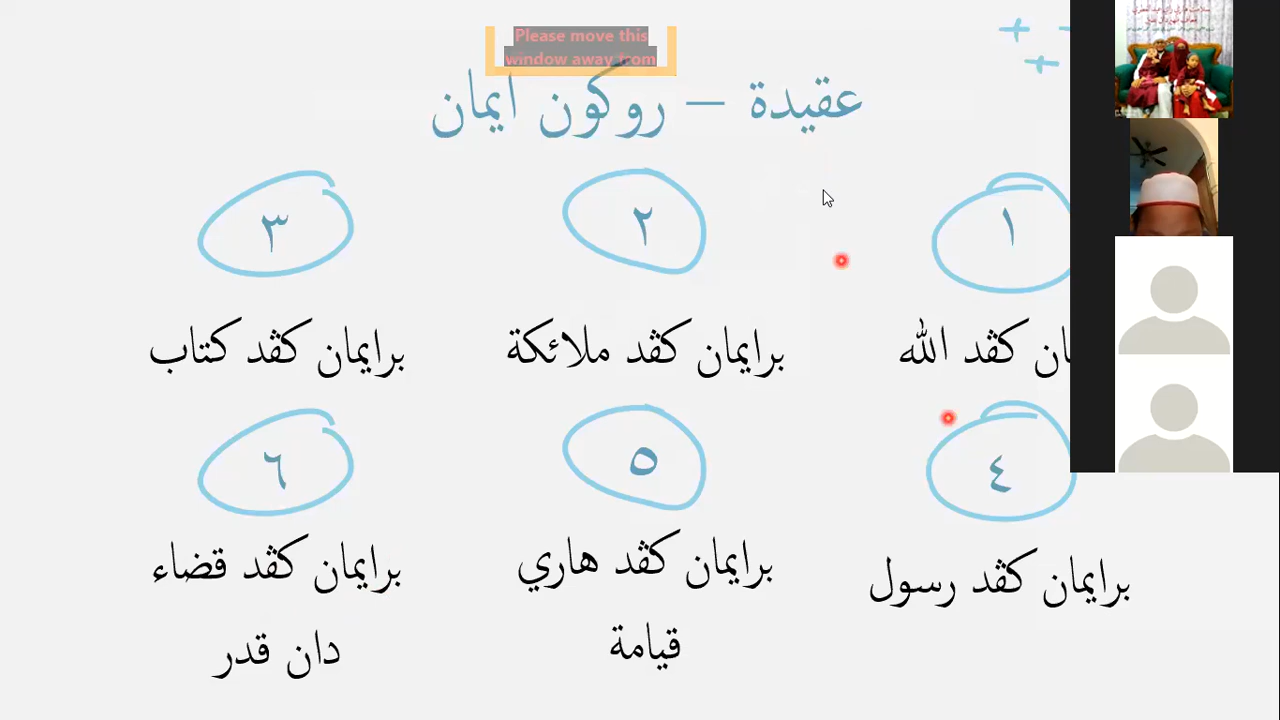 Please move this
window away from
عقيدة – روكون ايمان
١
٢
٣
ان كڤد الله
برايمان كڤد ملائكة
برايمان كڤد كتاب
٤
٥
٦
برايمان كڤد رسول
برايمان كڤد هاري
قيامة
برايمان كڤد قضاء
دان قدر